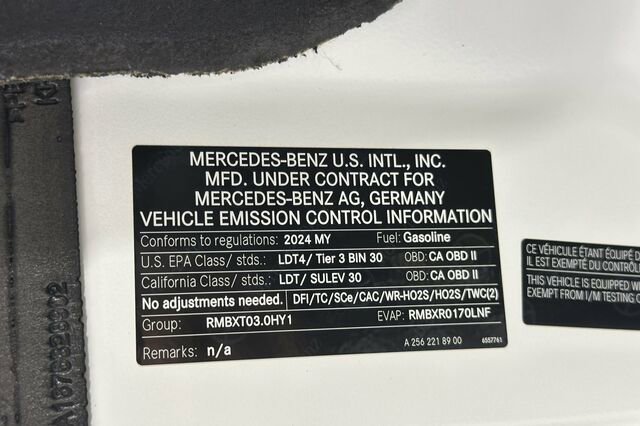 MERCEDES-BENZ U.S. INTL., INC.
MFD. UNDER CONTRACT FOR
MERCEDES-BENZ AG, GERMANY
VEHICLE EMISSION CONTROL INFORMATION
Conforms to regulations: 2024 MY Fuel: Gasoline
U.S. EPA Class/ stds.: LDT4/ Tier 3 BIN 30 OBD: CA OBD II
California Class/ stds.: LDT/ SULEV 30 OBD: CA OBD II
No adjustments needed. DFI/TC/SCe/CAC/WR-HO2S/HO2S/TWC(2)
Group: RMBXT03.0HY1 EVAP: RMBXR0170LNF
Remarks: n/a A 256 221 89 00 6557761
CE VÉHICULE ÉTANT ÉQUIPÉ
IL EST EXEMPTÉ DU CONTRÔL
THIS VEHICLE IS EQUIPPED WI
EXEMPT FROM I/M TESTING